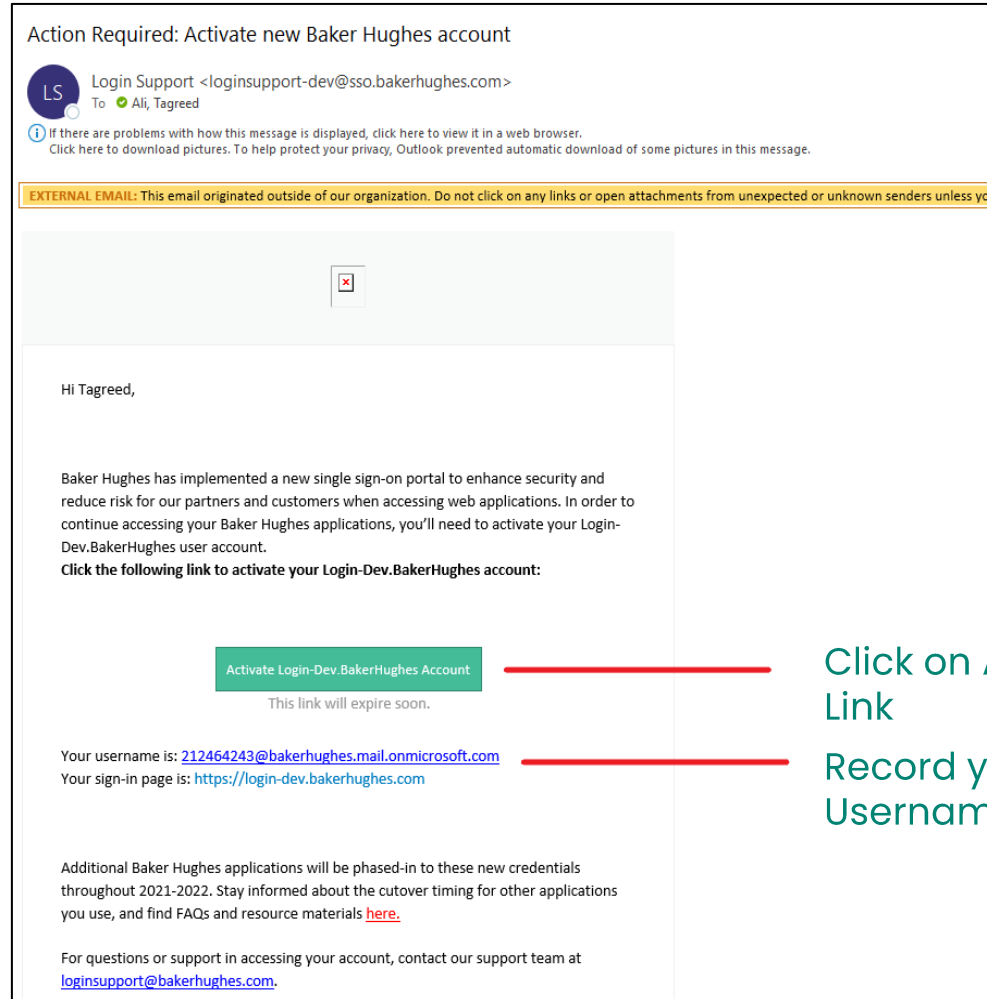 Action Required: Activate new Baker Hughes account
LS
Login Support <loginsupport-dev@sso.bakerhughes.com>
To Ali, Tagreed
If there are problems with how this message is displayed, click here to view it in a web browser.
Click here to download pictures. To help protect your privacy, Outlook prevented automatic download of some pictures in this message.
EXTERNAL EMAIL: This email originated outside of our organization. Do not click on any links or open attachments from unexpected or unknown senders unless
Hi Tagreed,
Baker Hughes has implemented a new single sign-on portal to enhance security and
reduce risk for our partners and customers when accessing web applications. In order to
continue accessing your Baker Hughes applications, you’ll need to activate your Login-
Dev.BakerHughes user account.
Click the following link to activate your Login-Dev.BakerHughes account:
Activate Login-Dev.BakerHughes Account
This link will expire soon.
Click on
Link
Your username is: 212464243@bakerhughes.mail.onmicrosoft.com
Your sign-in page is: https://login-dev.bakerhughes.com
Record
Additional Baker Hughes applications will be phased-in to these new credentials
throughout 2021-2022. Stay informed about the cutover timing for other applications
you use, and find FAQs and resource materials here.
For questions or support in accessing your account, contact our support team at
loginsupport@bakerhughes.com.